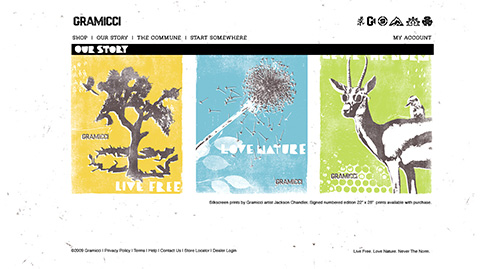 GRAMICCI
SHOP | OUR STORY | THE COMMUNE | START SOMEWHERE
MY ACCOUNT
OUR STORY
GRAMICCI
LIVE FREE
LOVE NATURE
GRAMICCI
GRAMICCI
Silkscreen prints by Gramicci artist Jackson Chandler. Signed numbered edition 22" x 28" prints available with purchase.
©2009 Gramicci | Privacy Policy | Terms | Help | Contact Us | Store Locator | Dealer Login
Live Free. Love Nature. Never The Norm.